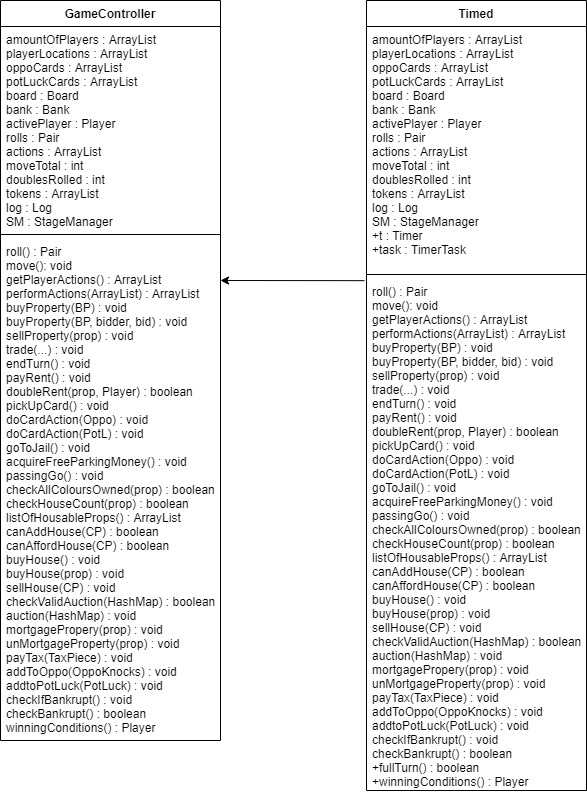 GameController
amountOfPlayers : ArrayList
playerLocations : ArrayList
oppoCards : ArrayList
potLuckCards : ArrayList
board : Board
bank : Bank
activePlayer : Player
rolls : Pair
actions : ArrayList
moveTotal : int
doublesRolled : int
tokens : ArrayList
log : Log
SM : StageManager
roll() : Pair
move(): void
getPlayerActions() : ArrayList
performActions(ArrayList) : ArrayList
buyProperty(BP) : void
buyProperty(BP, bidder, bid) : void
sellProperty(prop) : void
trade(...) : void
endTurn() : void
payRent() : void
doubleRent(prop, Player) : boolean
pickUpCard() : void
doCardAction(Oppo) : void
doCardAction(PotL) : void
goToJail() : void
acquireFreeParkingMoney() : void
passingGo() : void
checkAllColoursOwned(prop) : boolean
checkHouseCount(prop) : boolean
listOfHousableProps() : ArrayList
canAddHouse(CP) : boolean
canAffordHouse(CP) : boolean
buyHouse() : void
buyHouse(prop) : void
sellHouse(CP) : void
checkValidAuction(HashMap) : boolean
auction(HashMap) : void
mortgagePropery(prop) : void
unMortgageProperty(prop) : void
payTax(TaxPiece) : void
addToOppo(OppoKnocks) : void
addtoPotLuck(PotLuck) : void
checkIfBankrupt() : void
checkBankrupt() : boolean
winningConditions() : Player
Timed
amountOfPlayers : ArrayList
playerLocations : ArrayList
oppoCards : ArrayList
potLuckCards : ArrayList
board : Board
bank : Bank
activePlayer : Player
rolls : Pair
actions : ArrayList
moveTotal : int
doublesRolled : int
tokens : ArrayList
log : Log
SM : StageManager
+t : Timer
+task : TimerTask
roll() : Pair
move(): void
getPlayerActions() : ArrayList
performActions(ArrayList) : ArrayList
buyProperty(BP) : void
buyProperty(BP, bidder, bid) : void
sellProperty(prop) : void
trade(...) : void
endTurn() : void
payRent() : void
doubleRent(prop, Player) : boolean
pickUpCard() : void
doCardAction(Oppo) : void
doCardAction(PotL) : void
goToJail() : void
acquireFreeParkingMoney() : void
passingGo() : void
checkAllColoursOwned(prop) : boolean
checkHouseCount(prop) : boolean
listOfHousableProps() : ArrayList
canAddHouse(CP) : boolean
canAffordHouse(CP) : boolean
buyHouse() : void
buyHouse(prop) : void
sellHouse(CP) : void
checkValidAuction(HashMap) : boolean
auction(HashMap) : void
mortgagePropery(prop) : void
unMortgageProperty(prop) : void
payTax(TaxPiece) : void
addToOppo(OppoKnocks) : void
addtoPotLuck(PotLuck) : void
checkIfBankrupt() : void
checkBankrupt() : boolean
+fullTurn() : boolean
+winningConditions() : Player